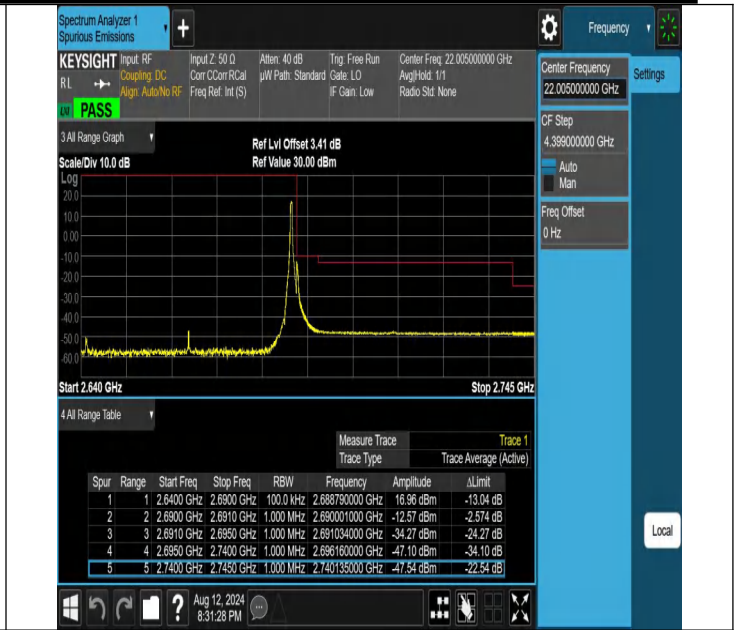 Spectrum Analyzer 1
Spurious Emissions
+
Frequency
KEYSIGHT Input: RF Input Z: 50 Ω Atten: 40 dB Trig: Free Run Center Freq: 22.005000000 GHz
RL Coupling: DC Corr CCorr RCal µW Path: Standard Gate: LO Avg|Hold: 1/1
Align: Auto/No RF Freq Ref: Int (S) IF Gain: Low Radio Std: None
PASS
Center Frequency
22.005000000 GHz
Settings
CF Step
4.399000000 GHz
Auto
Man
Freq Offset
0 Hz
3 All Range Graph
Ref Lvl Offset 3.41 dB
Scale/Div 10.0 dB Ref Value 30.00 dBm
Log
20.0
10.0
0.00
-10.0
-20.0
-30.0
-40.0
-50.0
-60.0
Start 2.640 GHz Stop 2.745 GHz
4 All Range Table
Measure Trace Trace 1
Trace Type Trace Average (Active)
Spur Range Start Freq Stop Freq RBW Frequency Amplitude ΔLimit
1 1 2.6400 GHz 2.6900 GHz 100.0 kHz 2.688790000 GHz 16.96 dBm -13.04 dB
2 2 2.6900 GHz 2.6910 GHz 1.000 MHz 2.690001000 GHz -12.57 dBm -2.574 dB
3 3 2.6910 GHz 2.6950 GHz 1.000 MHz 2.691034000 GHz -34.27 dBm -24.27 dB
4 4 2.6950 GHz 2.7400 GHz 1.000 MHz 2.696160000 GHz -47.10 dBm -34.10 dB
5 5 2.7400 GHz 2.7450 GHz 1.000 MHz 2.740135000 GHz -47.54 dBm -22.54 dB
Local
?
Aug 12, 2024
8:31:28 PM